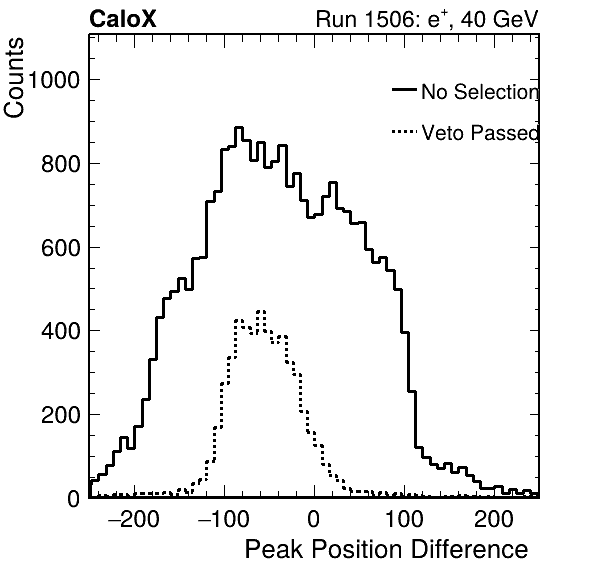 CaloX Run 1506: e+, 40 GeV
Counts
1000
800
600
400
200
0
No Selection
Veto Passed
−200 −100 0 100 200
Peak Position Difference